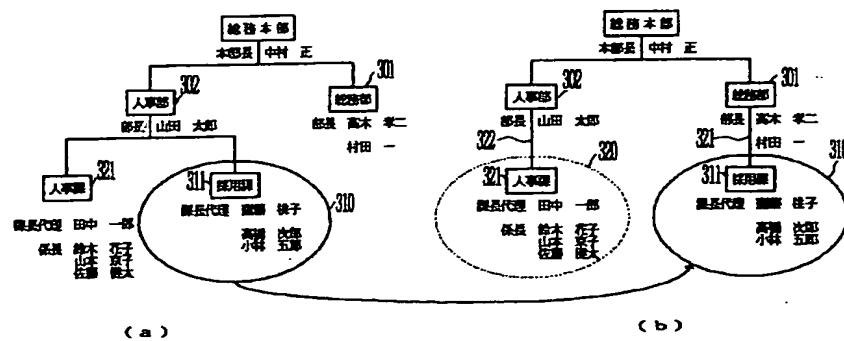 総務本部
本部長 中村 正
302
人事部
部長 山田 太郎
301
総務部
部長 高木 孝二
村田 一
321
人事課
課長代理 田中 一郎
係長 鈴木 花子
山本 京子
佐藤 健太
311
採用課
310
課長代理 齋藤 桃子
高橋 次郎
小林 五郎
(a)
総務本部
本部長 中村 正
302
人事部
部長 山田 太郎
322
320
321
人事課
課長代理 田中 一郎
係長 鈴木 花子
山本 京子
佐藤 健太
301
総務部
部長 高木 孝二
321
村田 一
310
311
採用課
課長代理 齋藤 桃子
高橋 次郎
小林 五郎
(b)